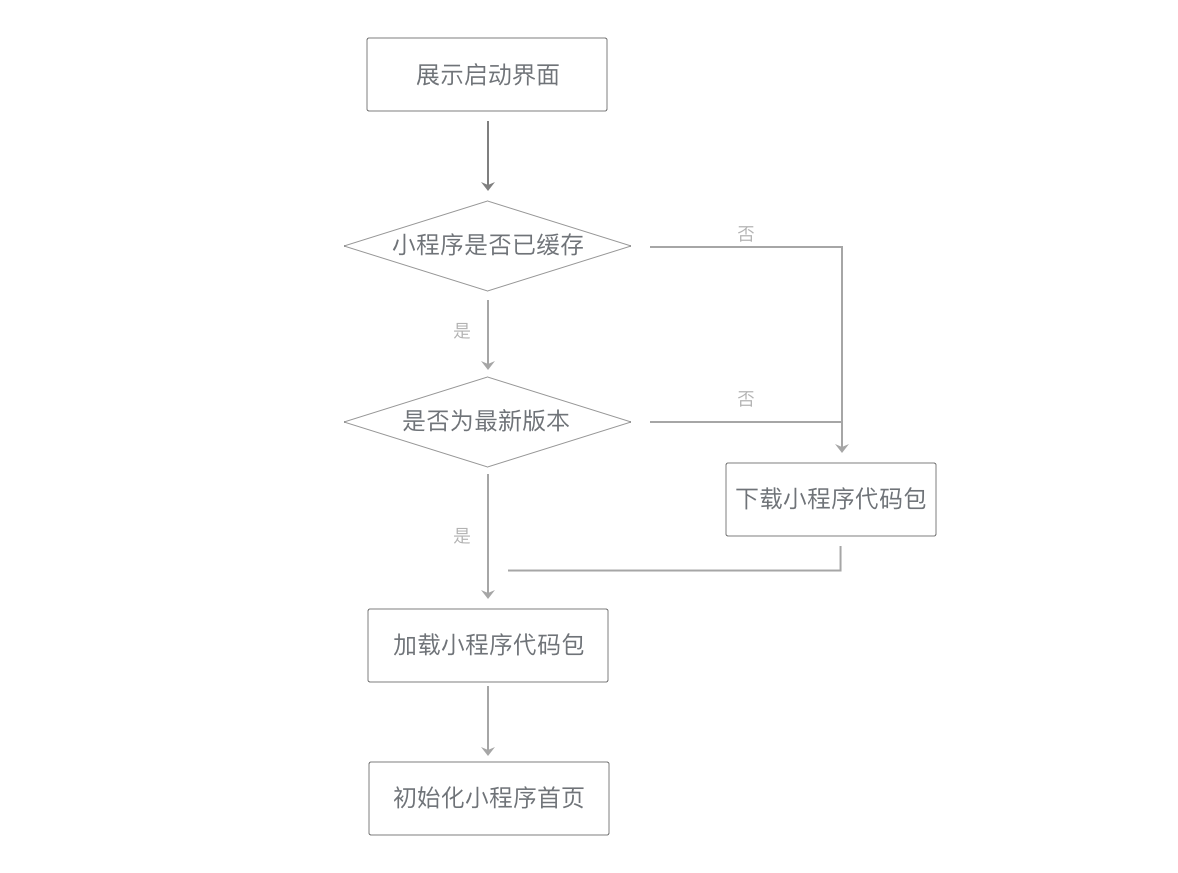 展示启动界面
小程序是否已缓存
否
是
是否为最新版本
否
下载小程序代码包
是
加载小程序代码包
初始化小程序首页